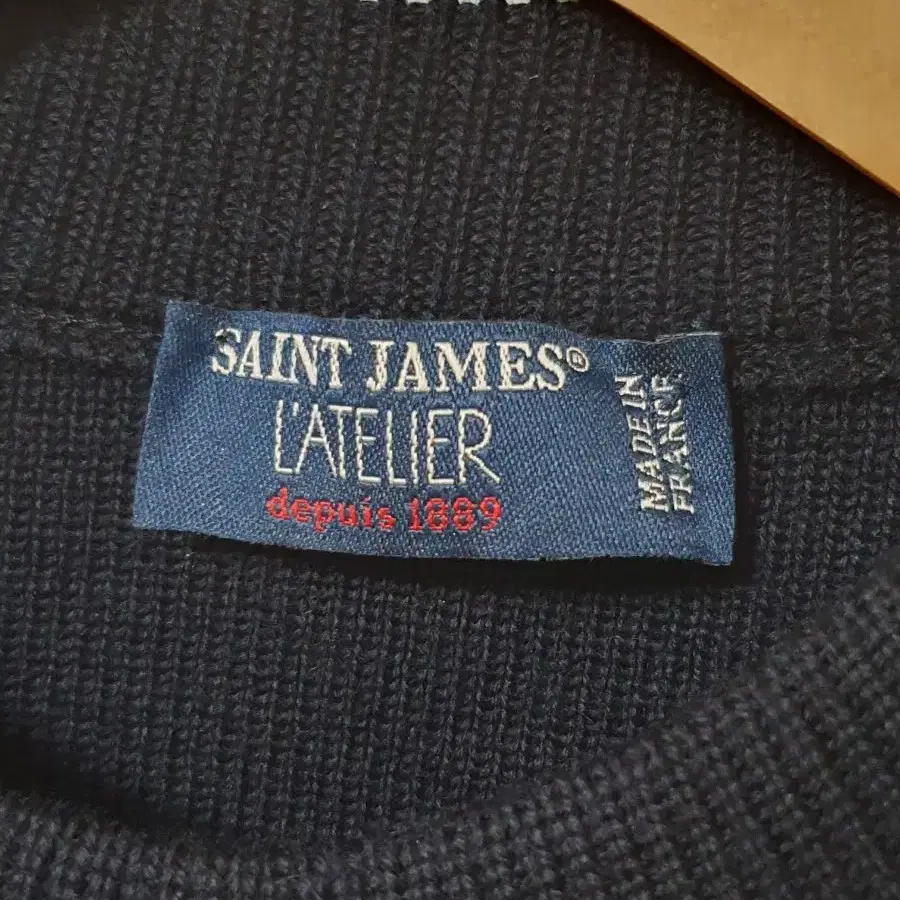 SAINT JAMES®
L'ATELIER
depuis 1889
MADE IN
FRANCE